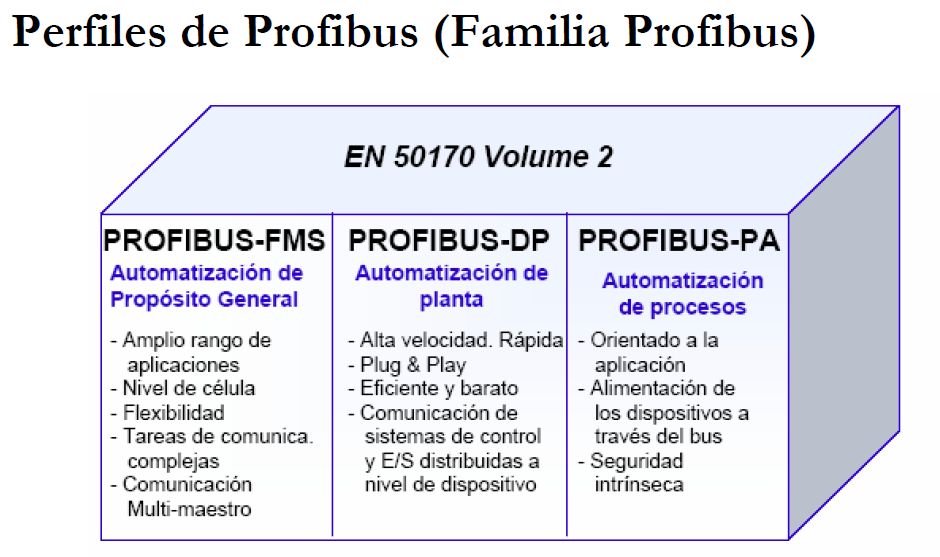 Perfiles de Profibus (Familia Profibus)
EN 50170 Volume 2
PROFIBUS-FMS
Automatización de
Propósito General
- Amplio rango de
aplicaciones
- Nivel de célula
- Flexibilidad
- Tareas de comunica.
complejas
- Comunicación
Multi-maestro
PROFIBUS-DP
Automatización de
planta
- Alta velocidad. Rápida
- Plug & Play
- Eficiente y barato
- Comunicación de
sistemas de control
y E/S distribuidas a
nivel de dispositivo
PROFIBUS-PA
Automatización
de procesos
- Orientado a la
aplicación
- Alimentación de
los dispositivos a
través del bus
- Seguridad
intrínseca